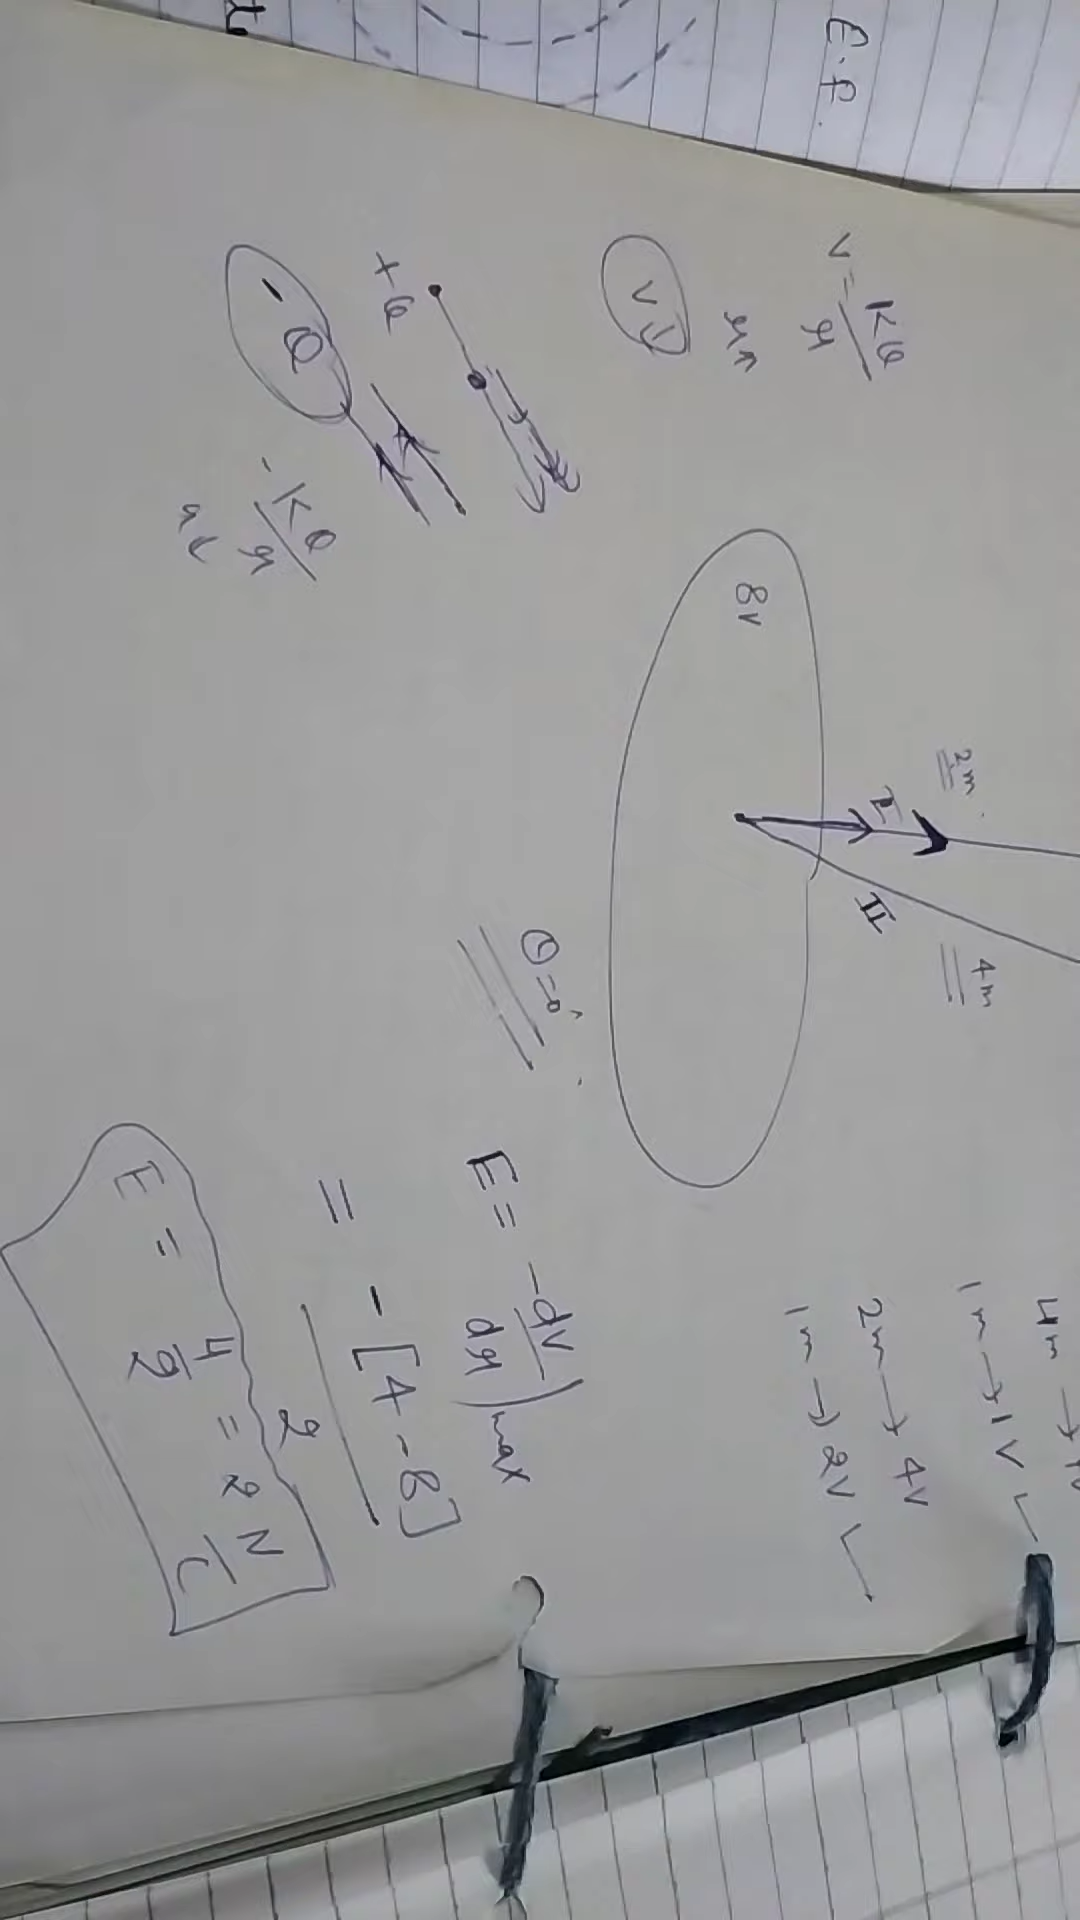 E.f.
V = KQ
r
r↑
V↓
+Q
- Q
- KQ
r
r↓
8V
2m
I
II
4m
θ = 0°
4m →
1m → 1V
2m → 4V
1m → 2V
E = - dV
dr ) max
= - [4 - 8]
2
E = 4 = 2 N
2 C